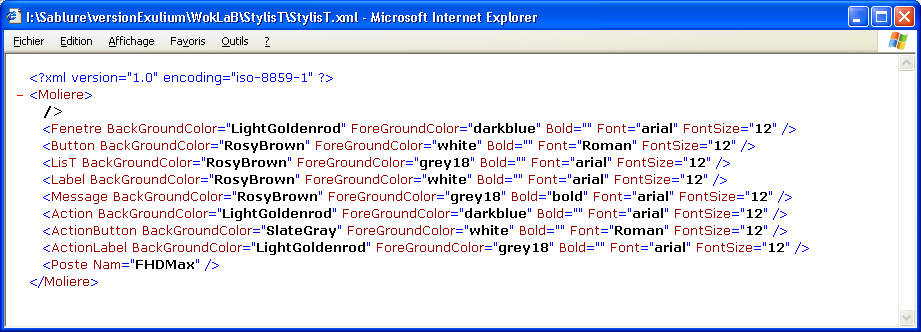 I:\Sablure\versionExulium\WokLaB\StylisT\StylisT.xml - Microsoft Internet Explorer
Fichier Edition Affichage Favoris Outils ?
<?xml version="1.0" encoding="iso-8859-1" ?>
- <Moliere>
/>
<Fenetre BackGroundColor="LightGoldenrod" ForeGroundColor="darkblue" Bold="" Font="arial" FontSize="12" />
<Button BackGroundColor="RosyBrown" ForeGroundColor="white" Bold="" Font="Roman" FontSize="12" />
<LisT BackGroundColor="RosyBrown" ForeGroundColor="grey18" Bold="" Font="arial" FontSize="12" />
<Label BackGroundColor="RosyBrown" ForeGroundColor="white" Bold="" Font="arial" FontSize="12" />
<Message BackGroundColor="RosyBrown" ForeGroundColor="grey18" Bold="bold" Font="arial" FontSize="12" />
<Action BackGroundColor="LightGoldenrod" ForeGroundColor="darkblue" Bold="" Font="arial" FontSize="12" />
<ActionButton BackGroundColor="SlateGray" ForeGroundColor="white" Bold="" Font="Roman" FontSize="12" />
<ActionLabel BackGroundColor="LightGoldenrod" ForeGroundColor="grey18" Bold="" Font="arial" FontSize="12" />
<Poste Nam="FHDMax" />
</Moliere>